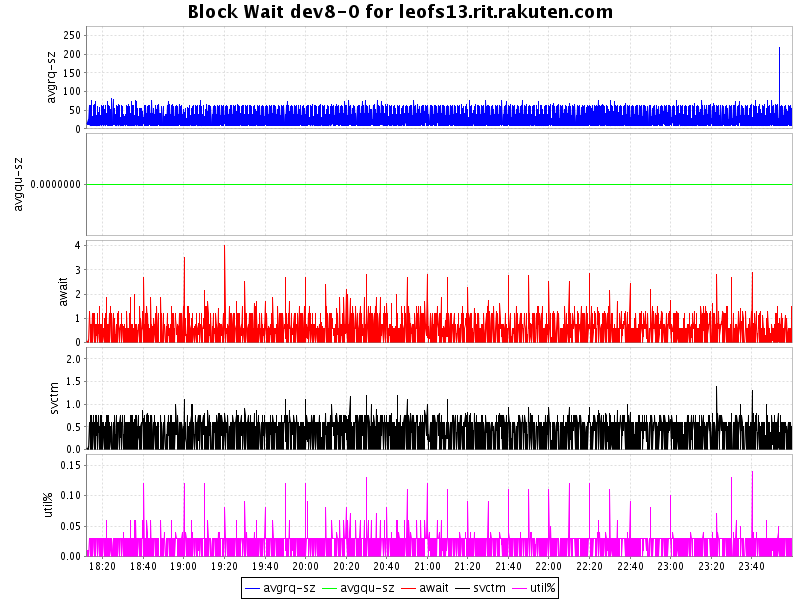 Block Wait dev8-0 for leofs13.rit.rakuten.com
avgrq-sz
250
200
150
100
50
0
avgqu-sz
0.0000000
await
4
3
2
1
0
svctm
2.0
1.5
1.0
0.5
0.0
util%
0.15
0.10
0.05
0.00
18:20 18:40 19:00 19:20 19:40 20:00 20:20 20:40 21:00 21:20 21:40 22:00 22:20 22:40 23:00 23:20 23:40
avgrq-sz avgqu-sz await svctm util%